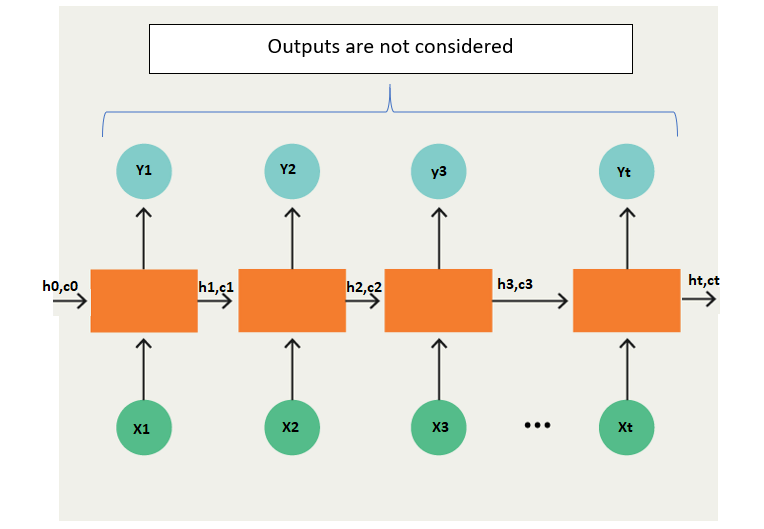 Outputs are not considered
Y1 Y2 y3 Yt
h0,c0 h1,c1 h2,c2 h3,c3 ht,ct
X1 X2 X3 ••• Xt